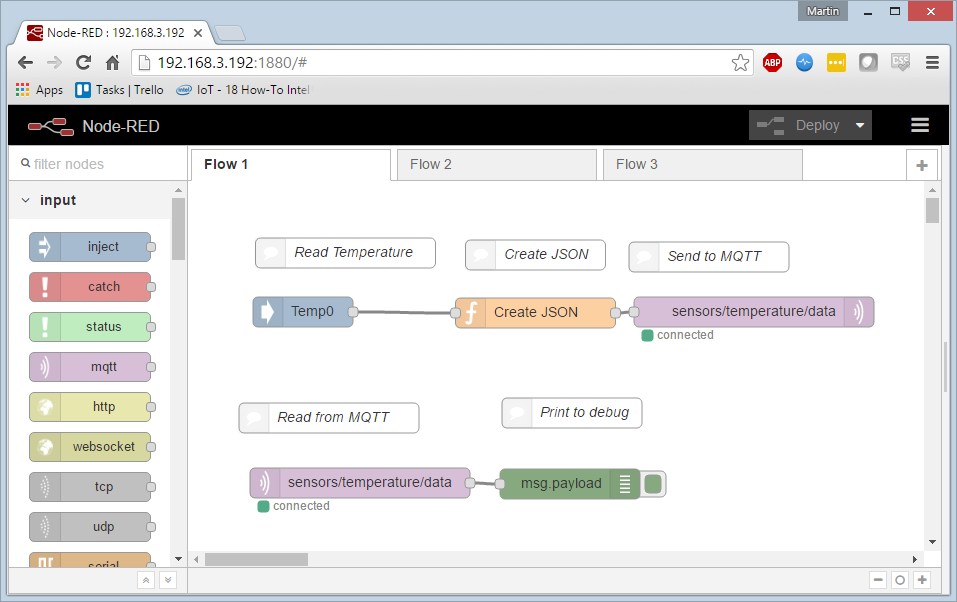 Martin
Node-RED : 192.168.3.192
192.168.3.192:1880/#
ABP
CSC
Apps
Tasks | Trello
intel
IoT - 18 How-To Intel
Node-RED
Deploy
filter nodes
Flow 1
Flow 2
Flow 3
input
inject
catch
status
mqtt
http
websocket
tcp
udp
serial
Read Temperature
Create JSON
Send to MQTT
Temp0
Create JSON
sensors/temperature/data
connected
Read from MQTT
Print to debug
sensors/temperature/data
connected
msg.payload